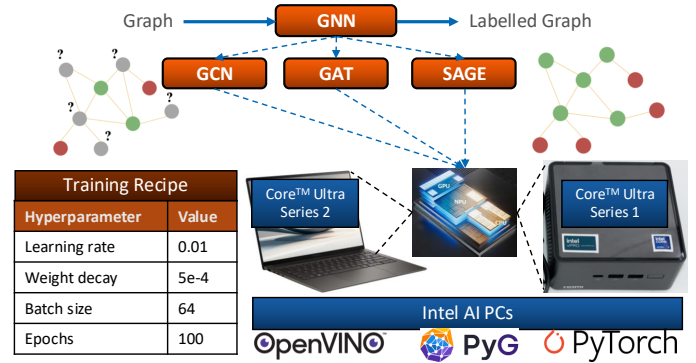 Graph
GNN
Labelled Graph
?
?
?
?
?
GCN
GAT
SAGE
Training Recipe
Hyperparameter Value
Learning rate 0.01
Weight decay 5e-4
Batch size 64
Epochs 100
Core™ Ultra
Series 2
GPU
NPU
CPU
Core™ Ultra
Series 1
intel
Intel AI PCs
OpenVINO™
PyG
PyTorch